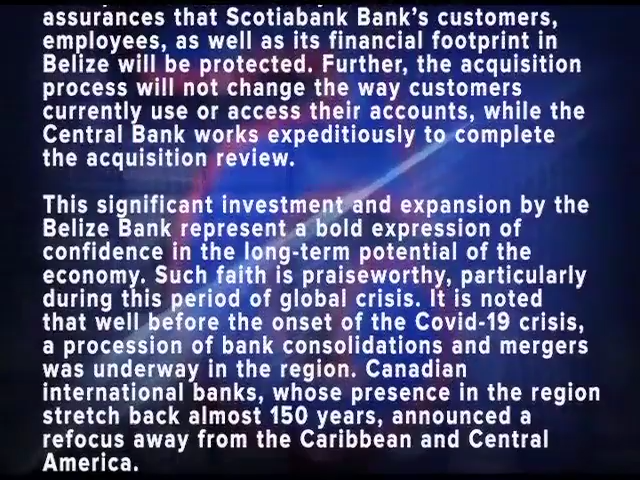 assurances that Scotiabank Bank's customers,
employees, as well as its financial footprint in
Belize will be protected. Further, the acquisition
process will not change the way customers
currently use or access their accounts, while the
Central Bank works expeditiously to complete
the acquisition review.
This significant investment and expansion by the
Belize Bank represent a bold expression of
confidence in the long-term potential of the
economy. Such faith is praiseworthy, particularly
during this period of global crisis. It is noted
that well before the onset of the Covid-19 crisis,
a procession of bank consolidations and mergers
was underway in the region. Canadian
international banks, whose presence in the region
stretch back almost 150 years, announced a
refocus away from the Caribbean and Central
America.